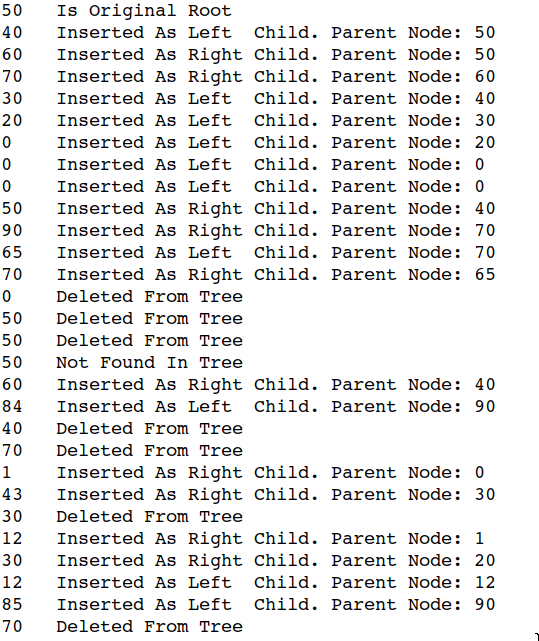 50 Is Original Root
40 Inserted As Left Child. Parent Node: 50
60 Inserted As Right Child. Parent Node: 50
70 Inserted As Right Child. Parent Node: 60
30 Inserted As Left Child. Parent Node: 40
20 Inserted As Left Child. Parent Node: 30
0 Inserted As Left Child. Parent Node: 20
0 Inserted As Left Child. Parent Node: 0
0 Inserted As Left Child. Parent Node: 0
50 Inserted As Right Child. Parent Node: 40
90 Inserted As Right Child. Parent Node: 70
65 Inserted As Left Child. Parent Node: 70
70 Inserted As Right Child. Parent Node: 65
0 Deleted From Tree
50 Deleted From Tree
50 Deleted From Tree
50 Not Found In Tree
60 Inserted As Right Child. Parent Node: 40
84 Inserted As Left Child. Parent Node: 90
40 Deleted From Tree
70 Deleted From Tree
1 Inserted As Right Child. Parent Node: 0
43 Inserted As Right Child. Parent Node: 30
30 Deleted From Tree
12 Inserted As Right Child. Parent Node: 1
30 Inserted As Right Child. Parent Node: 20
12 Inserted As Left Child. Parent Node: 12
85 Inserted As Left Child. Parent Node: 90
70 Deleted From Tree